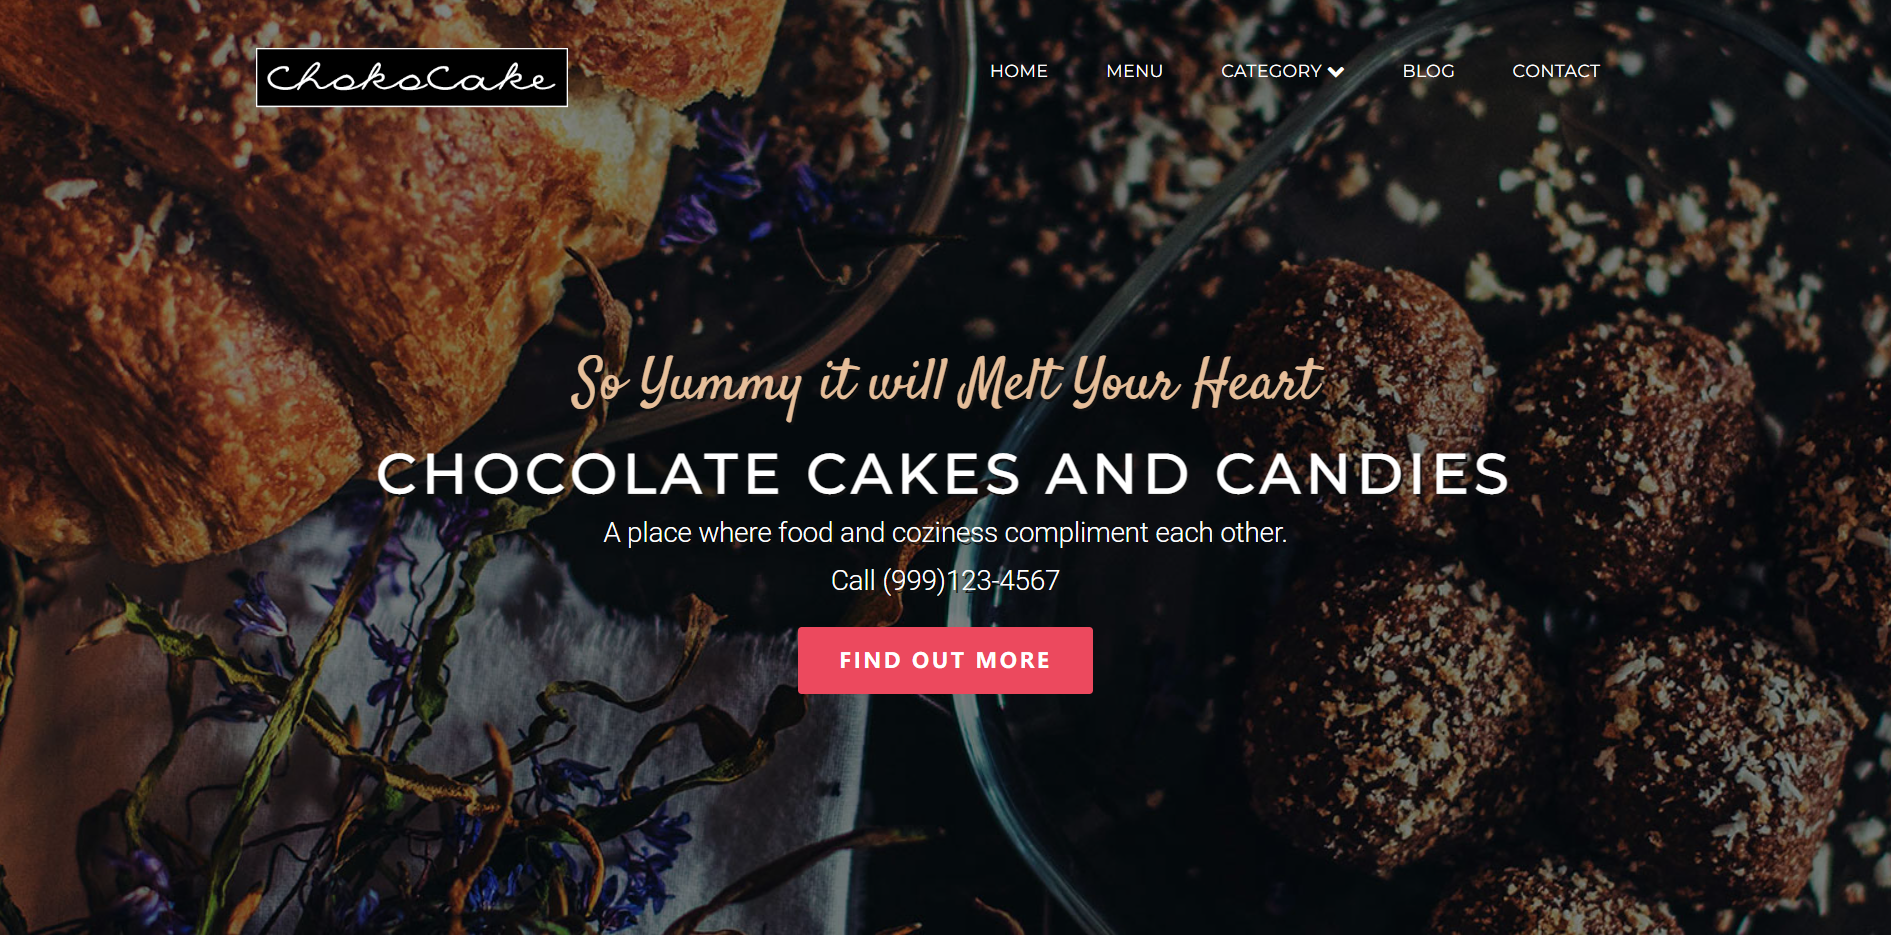 ChokoCake
HOME MENU CATEGORY BLOG CONTACT
So Yummy it will Melt Your Heart
CHOCOLATE CAKES AND CANDIES
A place where food and coziness compliment each other.
Call (999)123-4567
FIND OUT MORE